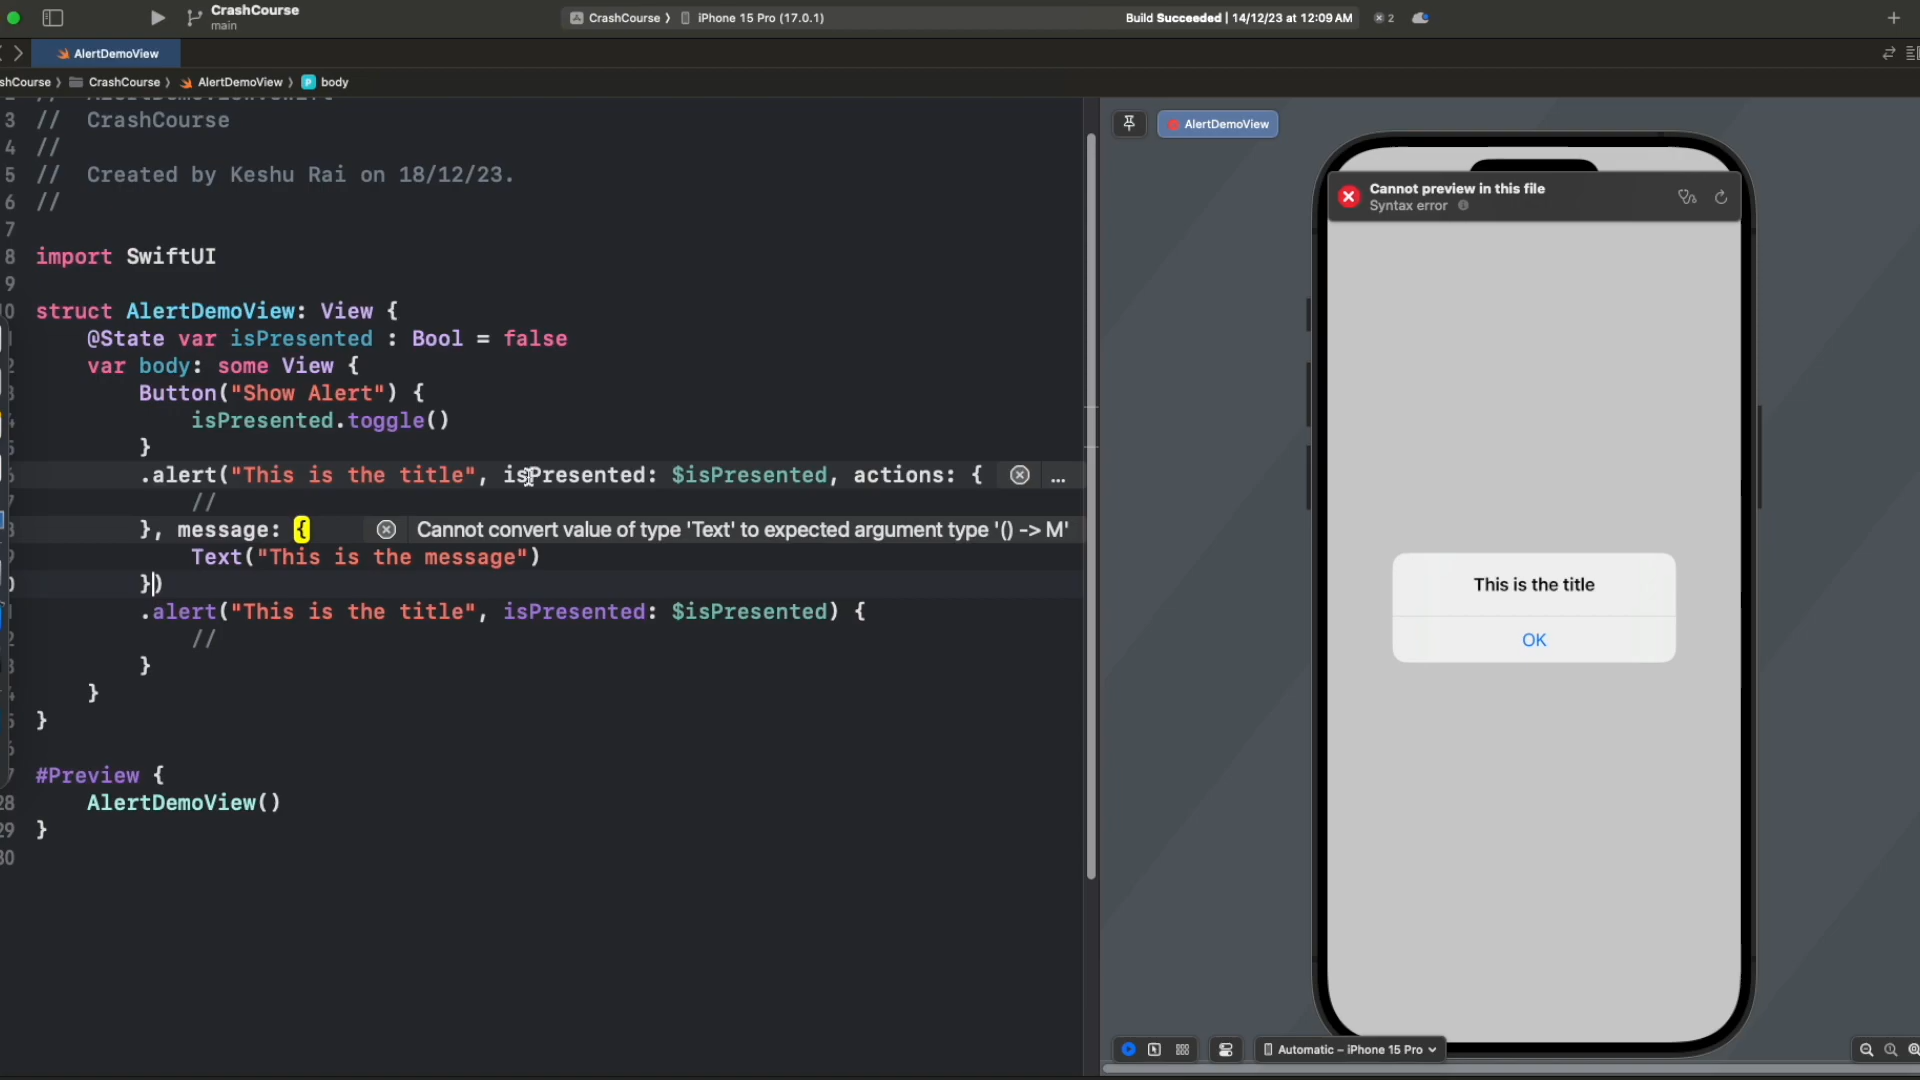 CrashCourse
main
CrashCourse
iPhone 15 Pro (17.0.1)
Build Succeeded | 14/12/23 at 12:09 AM
2
AlertDemoView
shCourse
CrashCourse
AlertDemoView
body
3 // CrashCourse
4 //
5 // Created by Keshu Rai on 18/12/23.
6 //
7
8 import SwiftUI
9
0 struct AlertDemoView: View {
@State var isPresented : Bool = false
var body: some View {
Button("Show Alert") {
isPresented.toggle()
}
.alert("This is the title", isPresented: $isPresented, actions: { ...
//
}, message: { Cannot convert value of type 'Text' to expected argument type '() -> M'
Text("This is the message")
})
.alert("This is the title", isPresented: $isPresented) {
//
}
}
}
#Preview {
28 AlertDemoView()
29 }
30
AlertDemoView
Cannot preview in this file
Syntax error
This is the title
OK
Automatic – iPhone 15 Pro